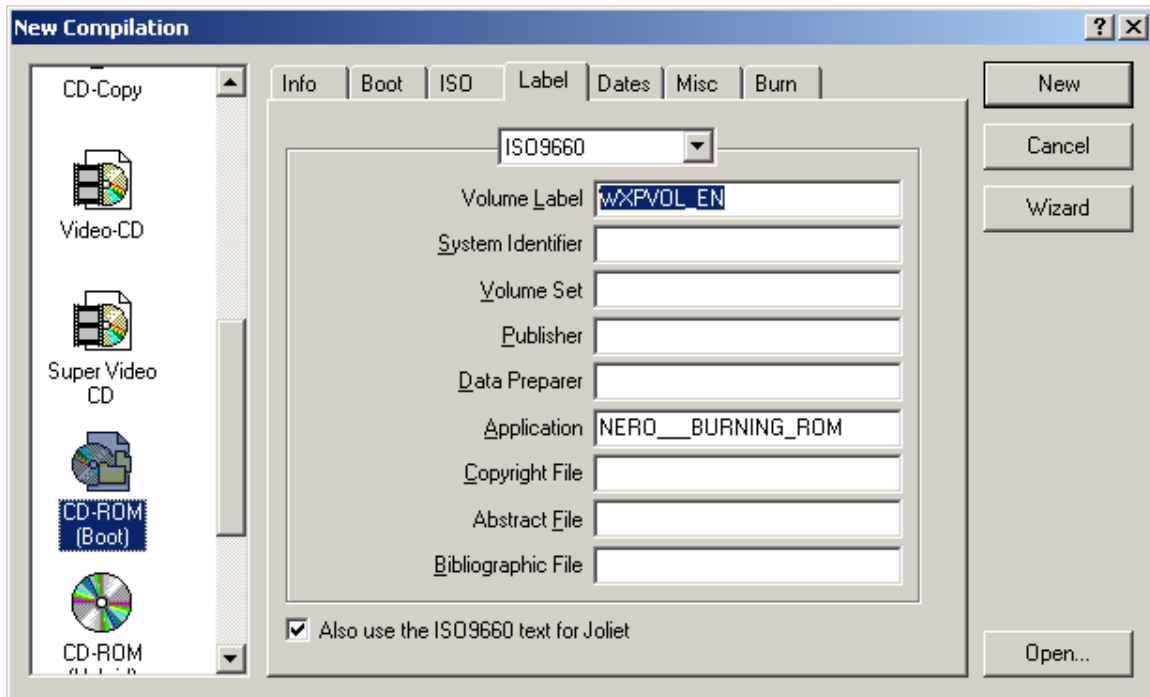 New Compilation
CD-Copy
Video-CD
Super Video
CD
CD-ROM
(Boot)
CD-ROM
Info Boot ISO Label Dates Misc Burn
ISO9660
Volume Label WXPVOL_EN
System Identifier
Volume Set
Publisher
Data Preparer
Application NERO___BURNING_ROM
Copyright File
Abstract File
Bibliographic File
Also use the ISO9660 text for Joliet
New
Cancel
Wizard
Open...